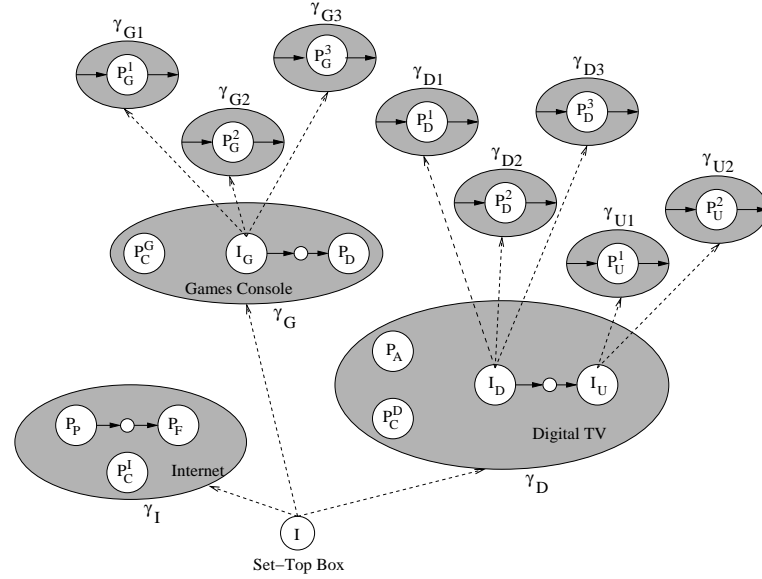 γG3
γG1
P1G
P3G
γD1
γD3
γG2
P1D
P3D
P2G
γD2
γU2
P2D
P2U
γU1
PGC
IG
PD
P1U
Games Console
γG
PA
ID
IU
PP
PF
PDC
Digital TV
PIC
Internet
γD
γI
I
Set-Top Box